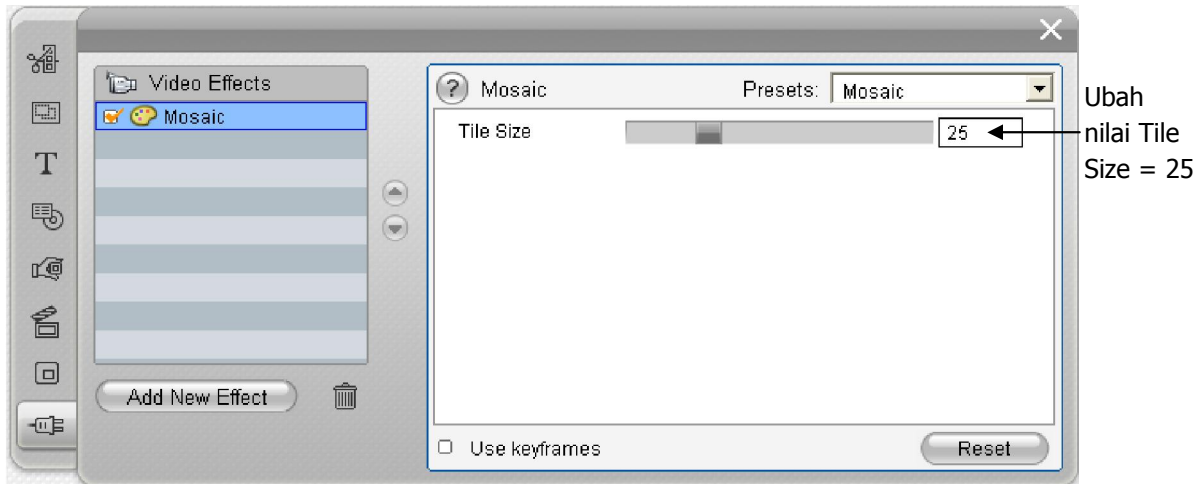 Video Effects
Mosaic
Add New Effect
? Mosaic Presets: Mosaic
Tile Size 25
Use keyframes Reset
Ubah
nilai Tile
Size = 25
T